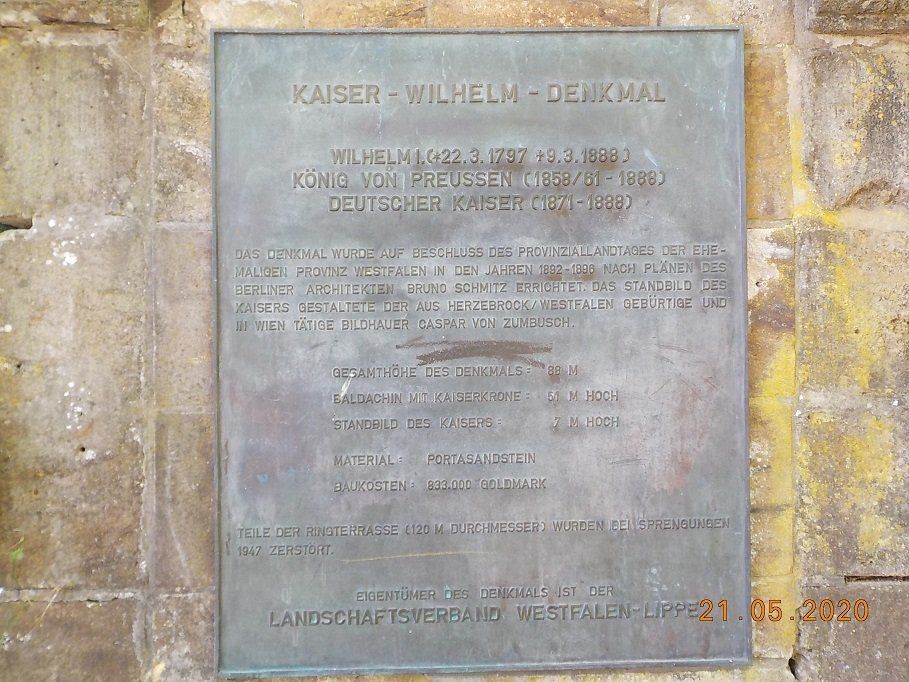 KAISER - WILHELM - DENKMAL
WILHELM I. (*22.3.1797 +9.3.1888)
KÖNIG VON PREUSSEN (1858/61 - 1888)
DEUTSCHER KAISER (1871 - 1888)
DAS DENKMAL WURDE AUF BESCHLUSS DES PROVINZIALLANDTAGES DER EHE-
MALIGEN PROVINZ WESTFALEN IN DEN JAHREN 1892-1896 NACH PLÄNEN DES
BERLINER ARCHITEKTEN BRUNO SCHMITZ ERRICHTET. DAS STANDBILD DES
KAISERS GESTALTETE DER AUS HERZEBROCK/WESTFALEN GEBÜRTIGE UND
IN WIEN TÄTIGE BILDHAUER CASPAR VON ZUMBUSCH.
GESAMTHÖHE DES DENKMALS: 88 M
BALDACHIN MIT KAISERKRONE: 51 M HOCH
STANDBILD DES KAISERS: 7 M HOCH
MATERIAL: PORTASANDSTEIN
BAUKOSTEN: 833.000 GOLDMARK
TEILE DER RINGTERRASSE (120 M DURCHMESSER) WURDEN BEI SPRENGUNGEN
1947 ZERSTÖRT.
EIGENTÜMER DES DENKMALS IST DER
LANDSCHAFTSVERBAND WESTFALEN-LIPPE
21.05.2020